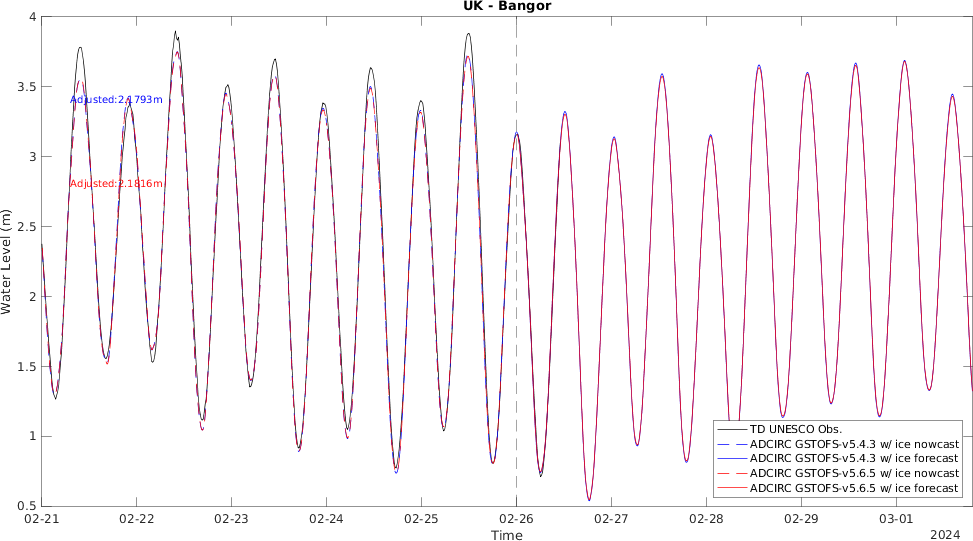 UK - Bangor
4
3.5
3
2.5
2
1.5
1
0.5
Water Level (m)
Adjusted:2.1793m
Adjusted:2.1816m
TD UNESCO Obs.
ADCIRC GSTOFS-v5.4.3 w/ ice nowcast
ADCIRC GSTOFS-v5.4.3 w/ ice forecast
ADCIRC GSTOFS-v5.6.5 w/ ice nowcast
ADCIRC GSTOFS-v5.6.5 w/ ice forecast
02-21 02-22 02-23 02-24 02-25 02-26 02-27 02-28 02-29 03-01
Time
2024